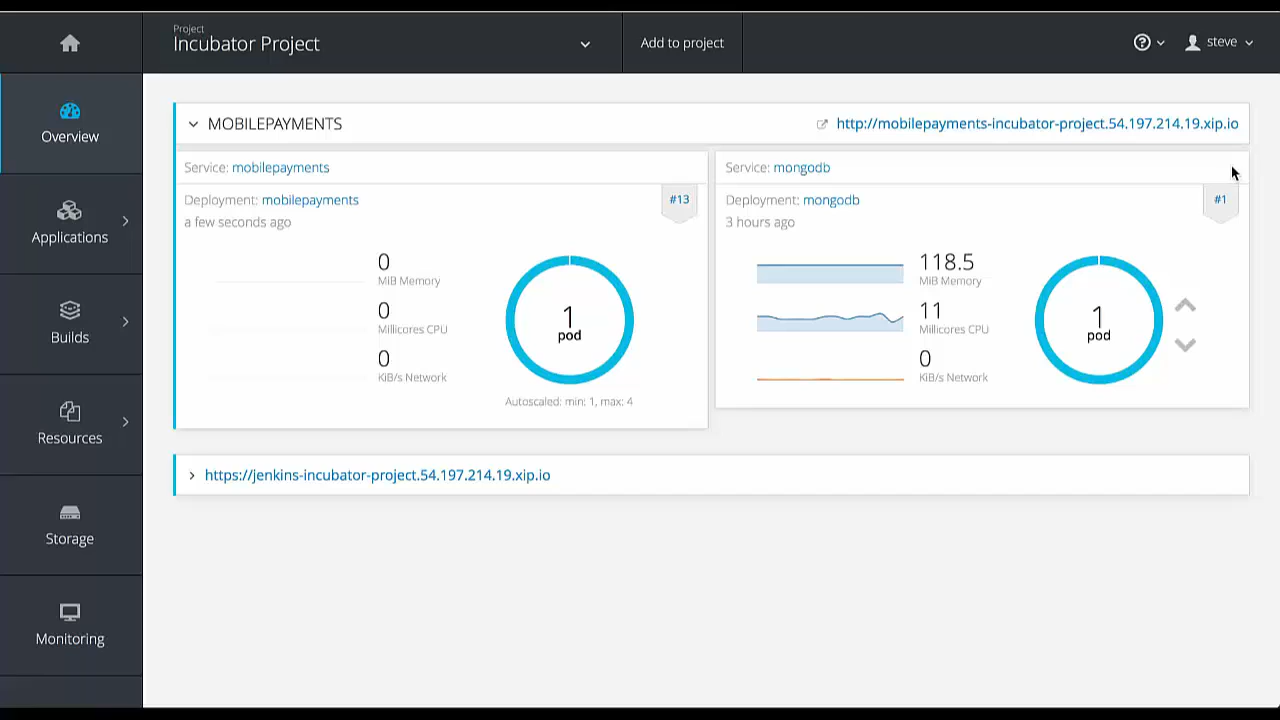 Project
Incubator Project
Add to project
steve
Overview
Applications
Builds
Resources
Storage
Monitoring
MOBILEPAYMENTS
http://mobilepayments-incubator-project.54.197.214.19.xip.io
Service: mobilepayments
Deployment: mobilepayments
#13
a few seconds ago
0
MiB Memory
0
Millicores CPU
0
KiB/s Network
1
pod
Autoscaled: min: 1, max: 4
Service: mongodb
Deployment: mongodb
#1
3 hours ago
118.5
MiB Memory
11
Millicores CPU
0
KiB/s Network
1
pod
https://jenkins-incubator-project.54.197.214.19.xip.io